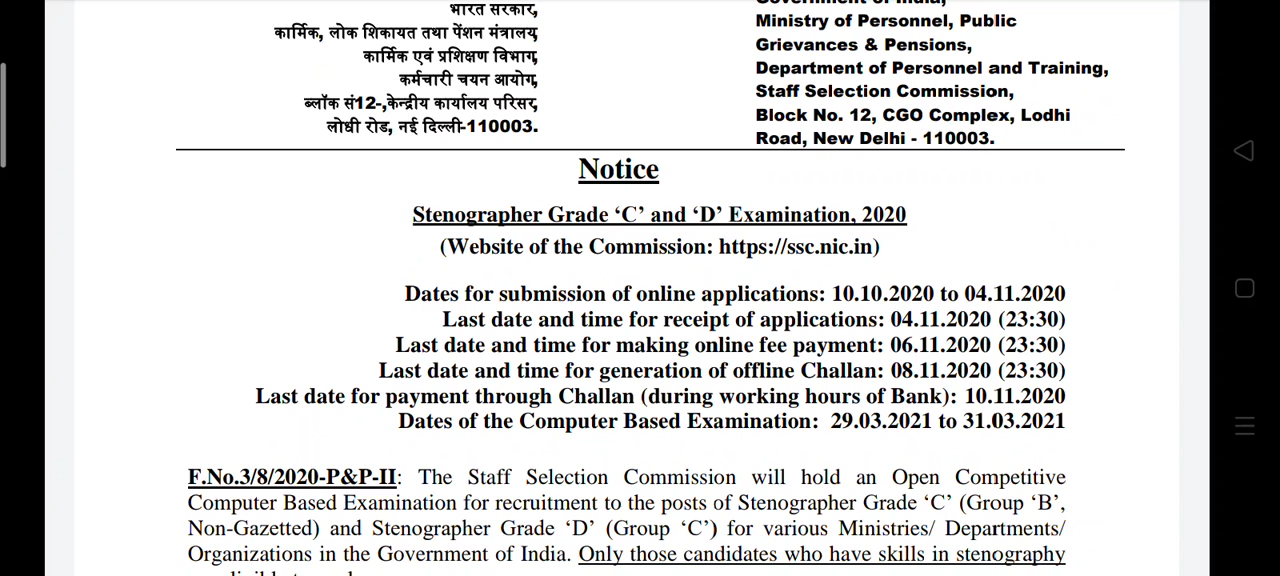 भारत सरकार,
कार्मिक, लोक शिकायत तथा पेंशन मंत्रालय,
कार्मिक एवं प्रशिक्षण विभाग,
कर्मचारी चयन आयोग,
ब्लॉक सं12-,केन्द्रीय कार्यालय परिसर,
लोधी रोड, नई दिल्ली-110003.
Government of India,
Ministry of Personnel, Public
Grievances & Pensions,
Department of Personnel and Training,
Staff Selection Commission,
Block No. 12, CGO Complex, Lodhi
Road, New Delhi - 110003.
Notice
Stenographer Grade ‘C’ and ‘D’ Examination, 2020
(Website of the Commission: https://ssc.nic.in)
Dates for submission of online applications: 10.10.2020 to 04.11.2020
Last date and time for receipt of applications: 04.11.2020 (23:30)
Last date and time for making online fee payment: 06.11.2020 (23:30)
Last date and time for generation of offline Challan: 08.11.2020 (23:30)
Last date for payment through Challan (during working hours of Bank): 10.11.2020
Dates of the Computer Based Examination: 29.03.2021 to 31.03.2021
F.No.3/8/2020-P&P-II: The Staff Selection Commission will hold an Open Competitive
Computer Based Examination for recruitment to the posts of Stenographer Grade ‘C’ (Group ‘B’,
Non-Gazetted) and Stenographer Grade ‘D’ (Group ‘C’) for various Ministries/ Departments/
Organizations in the Government of India. Only those candidates who have skills in stenography